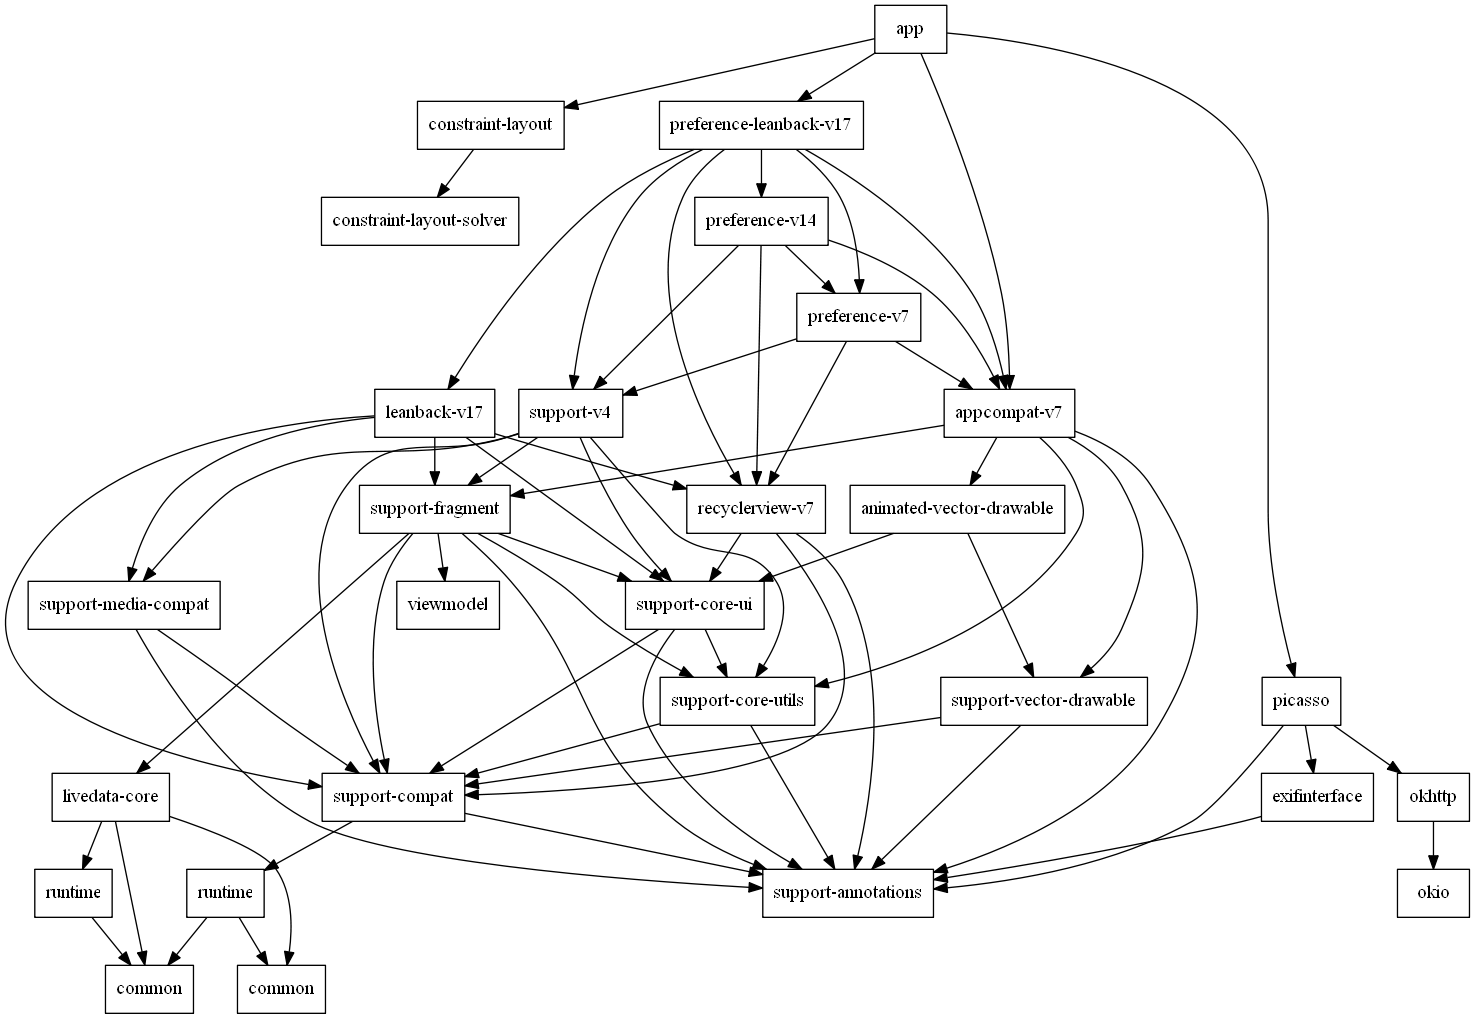 app
constraint-layout
preference-leanback-v17
constraint-layout-solver
preference-v14
preference-v7
leanback-v17
support-v4
appcompat-v7
support-fragment
recyclerview-v7
animated-vector-drawable
support-media-compat
viewmodel
support-core-ui
support-core-utils
support-vector-drawable
picasso
livedata-core
support-compat
exifinterface
okhttp
runtime
runtime
support-annotations
okio
common
common